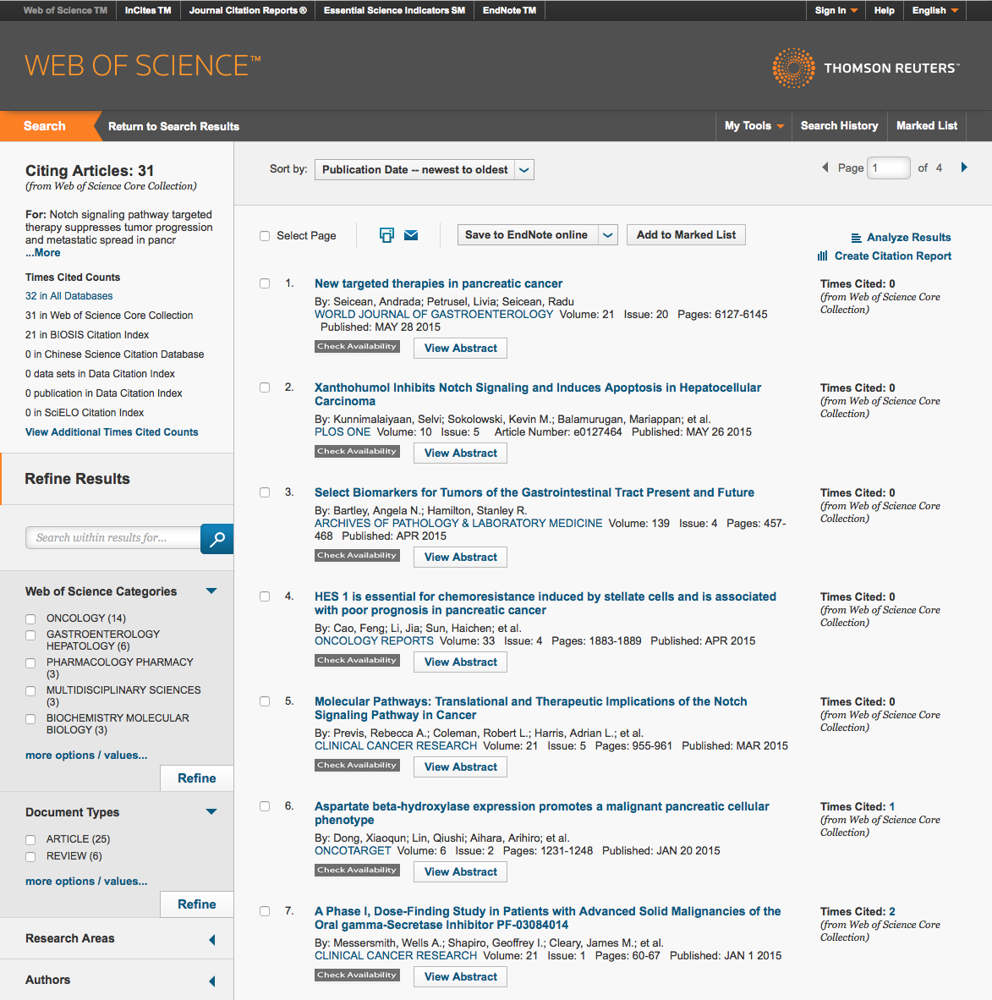 Web of Science TM InCites TM Journal Citation Reports ® Essential Science Indicators SM EndNote TM Sign In Help English
WEB OF SCIENCE™
THOMSON REUTERS™
Search Return to Search Results My Tools Search History Marked List
Citing Articles: 31
(from Web of Science Core Collection)
For: Notch signaling pathway targeted
therapy suppresses tumor progression
and metastatic spread in pancr
...More
Times Cited Counts
32 in All Databases
31 in Web of Science Core Collection
21 in BIOSIS Citation Index
0 in Chinese Science Citation Database
0 data sets in Data Citation Index
0 publication in Data Citation Index
0 in SciELO Citation Index
View Additional Times Cited Counts
Refine Results
Search within results for...
Web of Science Categories
ONCOLOGY (14)
GASTROENTEROLOGY
HEPATOLOGY (6)
PHARMACOLOGY PHARMACY
(3)
MULTIDISCIPLINARY SCIENCES
(3)
BIOCHEMISTRY MOLECULAR
BIOLOGY (3)
more options / values...
Refine
Document Types
ARTICLE (25)
REVIEW (6)
more options / values...
Refine
Research Areas
Authors
Sort by: Publication Date -- newest to oldest
Page 1 of 4
Select Page Save to EndNote online Add to Marked List
Analyze Results
Create Citation Report
1. New targeted therapies in pancreatic cancer
By: Seicean, Andrada; Petrusel, Livia; Seicean, Radu
WORLD JOURNAL OF GASTROENTEROLOGY Volume: 21 Issue: 20 Pages: 6127-6145
Published: MAY 28 2015
Check Availability View Abstract
Times Cited: 0
(from Web of Science Core
Collection)
2. Xanthohumol Inhibits Notch Signaling and Induces Apoptosis in Hepatocellular
Carcinoma
By: Kunnimalaiyaan, Selvi; Sokolowski, Kevin M.; Balamurugan, Mariappan; et al.
PLOS ONE Volume: 10 Issue: 5 Article Number: e0127464 Published: MAY 26 2015
Check Availability View Abstract
Times Cited: 0
(from Web of Science Core
Collection)
3. Select Biomarkers for Tumors of the Gastrointestinal Tract Present and Future
By: Bartley, Angela N.; Hamilton, Stanley R.
ARCHIVES OF PATHOLOGY & LABORATORY MEDICINE Volume: 139 Issue: 4 Pages: 457-
468 Published: APR 2015
Check Availability View Abstract
Times Cited: 0
(from Web of Science Core
Collection)
4. HES 1 is essential for chemoresistance induced by stellate cells and is associated
with poor prognosis in pancreatic cancer
By: Cao, Feng; Li, Jia; Sun, Haichen; et al.
ONCOLOGY REPORTS Volume: 33 Issue: 4 Pages: 1883-1889 Published: APR 2015
Check Availability View Abstract
Times Cited: 0
(from Web of Science Core
Collection)
5. Molecular Pathways: Translational and Therapeutic Implications of the Notch
Signaling Pathway in Cancer
By: Previs, Rebecca A.; Coleman, Robert L.; Harris, Adrian L.; et al.
CLINICAL CANCER RESEARCH Volume: 21 Issue: 5 Pages: 955-961 Published: MAR 2015
Check Availability View Abstract
Times Cited: 0
(from Web of Science Core
Collection)
6. Aspartate beta-hydroxylase expression promotes a malignant pancreatic cellular
phenotype
By: Dong, Xiaoqun; Lin, Qiushi; Aihara, Arihiro; et al.
ONCOTARGET Volume: 6 Issue: 2 Pages: 1231-1248 Published: JAN 20 2015
Check Availability View Abstract
Times Cited: 1
(from Web of Science Core
Collection)
7. A Phase I, Dose-Finding Study in Patients with Advanced Solid Malignancies of the
Oral gamma-Secretase Inhibitor PF-03084014
By: Messersmith, Wells A.; Shapiro, Geoffrey I.; Cleary, James M.; et al.
CLINICAL CANCER RESEARCH Volume: 21 Issue: 1 Pages: 60-67 Published: JAN 1 2015
Check Availability View Abstract
Times Cited: 2
(from Web of Science Core
Collection)